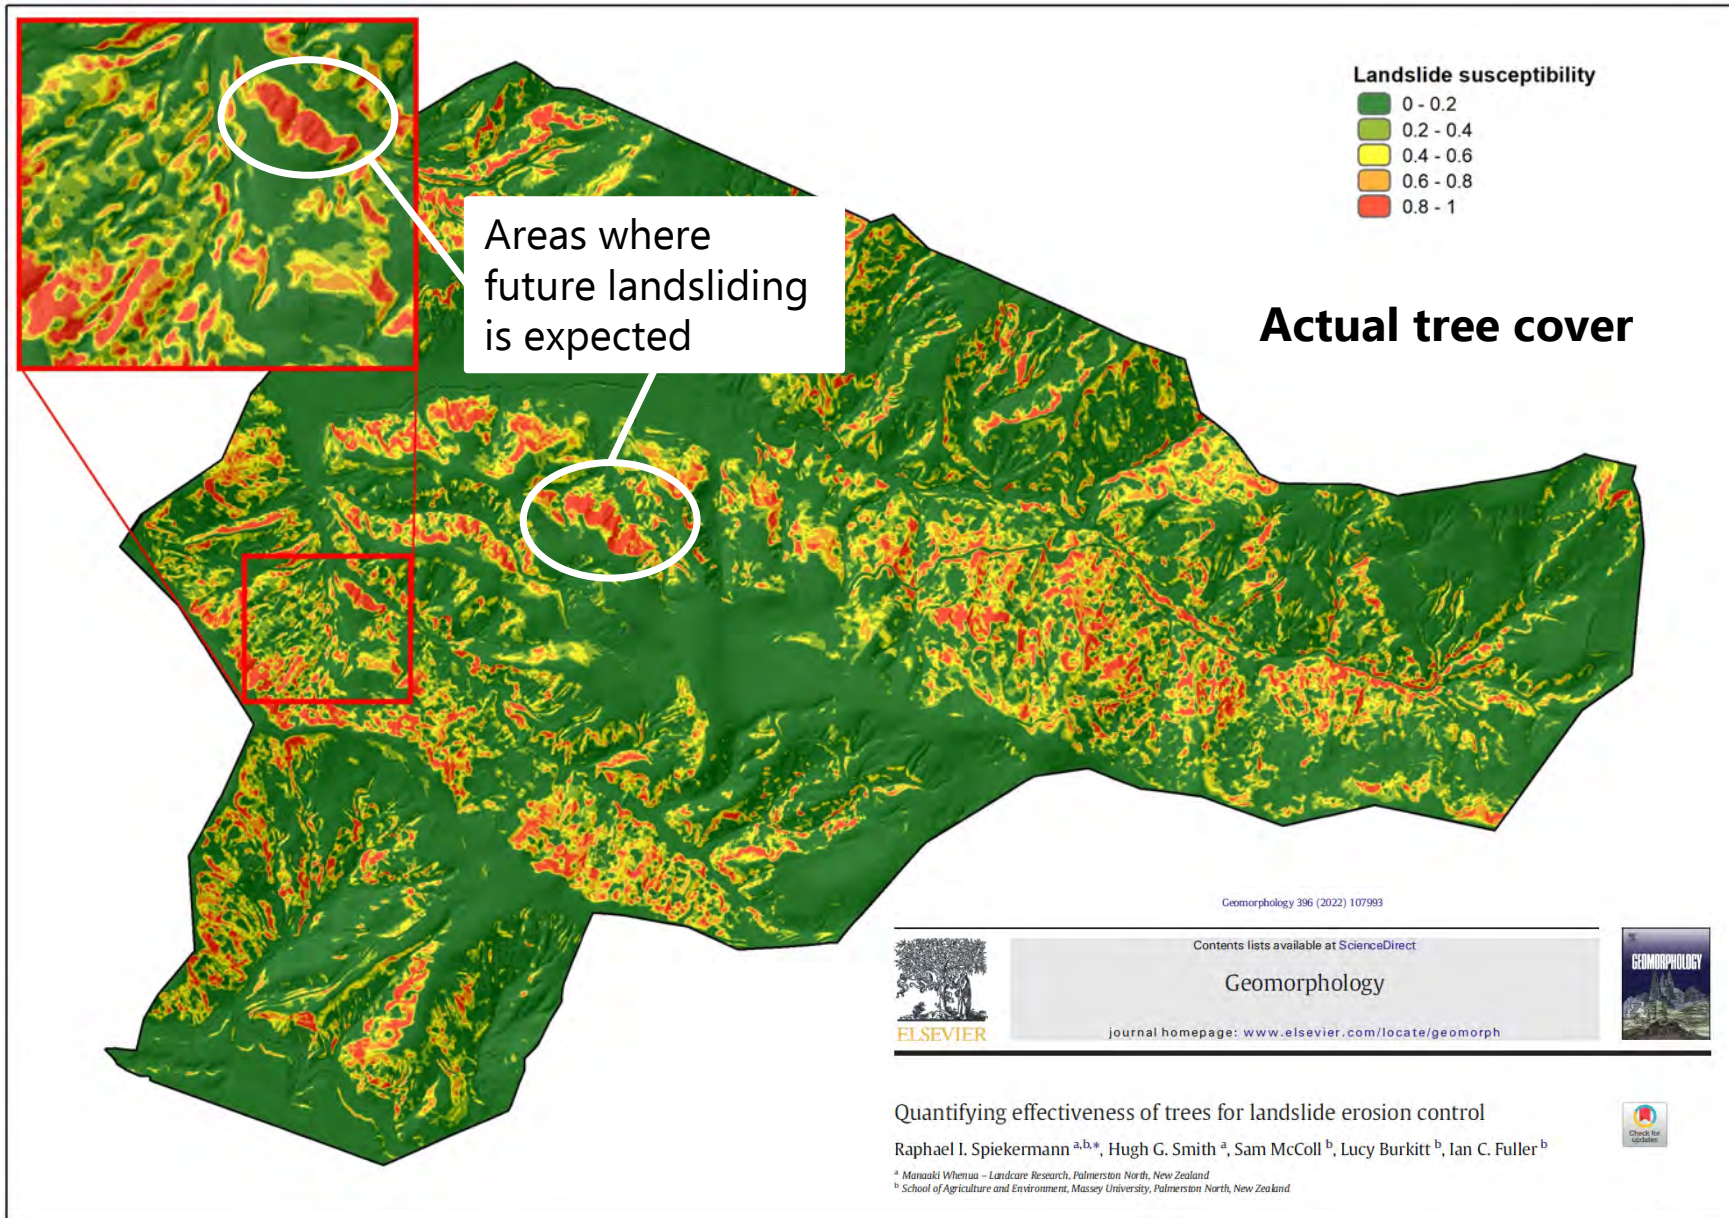 Landslide susceptibility
0 - 0.2
0.2 - 0.4
0.4 - 0.6
0.6 - 0.8
0.8 - 1
Areas where
future landsliding
is expected
Actual tree cover
Geomorphology 396 (2022) 107993
Contents lists available at ScienceDirect
Geomorphology
journal homepage: www.elsevier.com/locate/geomorph
ELSEVIER
GEOMORPHOLOGY
Quantifying effectiveness of trees for landslide erosion control
Raphael I. Spiekermann a,b,*, Hugh G. Smith a, Sam McColl b, Lucy Burkitt b, Ian C. Fuller b
a Manaaki Whenua – Landcare Research, Palmerston North, New Zealand
b School of Agriculture and Environment, Massey University, Palmerston North, New Zealand
Check for
updates